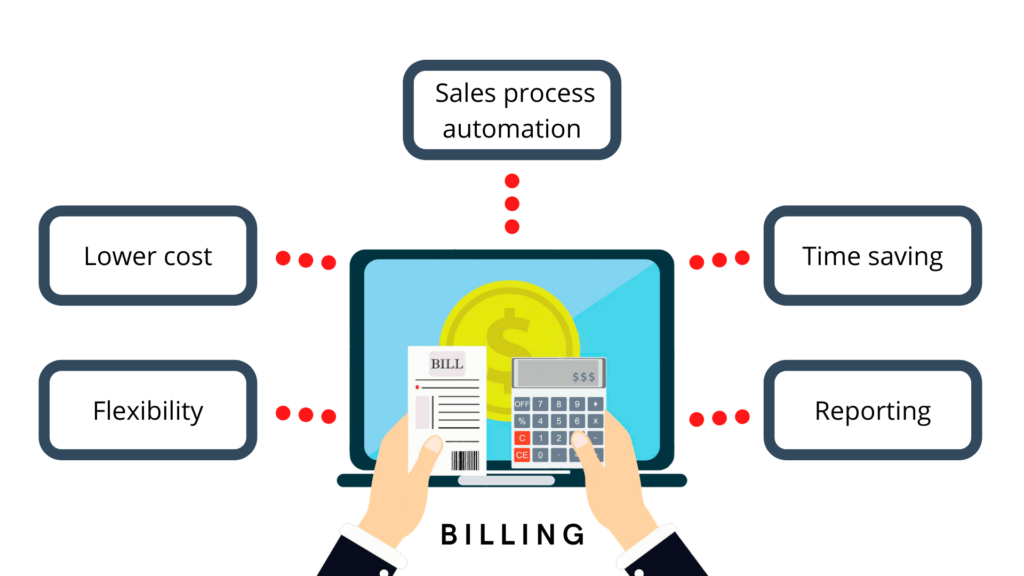 Sales process
automation
Lower cost
Time saving
BILL
$
$$$
OFF 7 8 9 ÷
% 4 5 6 x
C 1 2 -
CE 0 ·
Flexibility
Reporting
BILLING